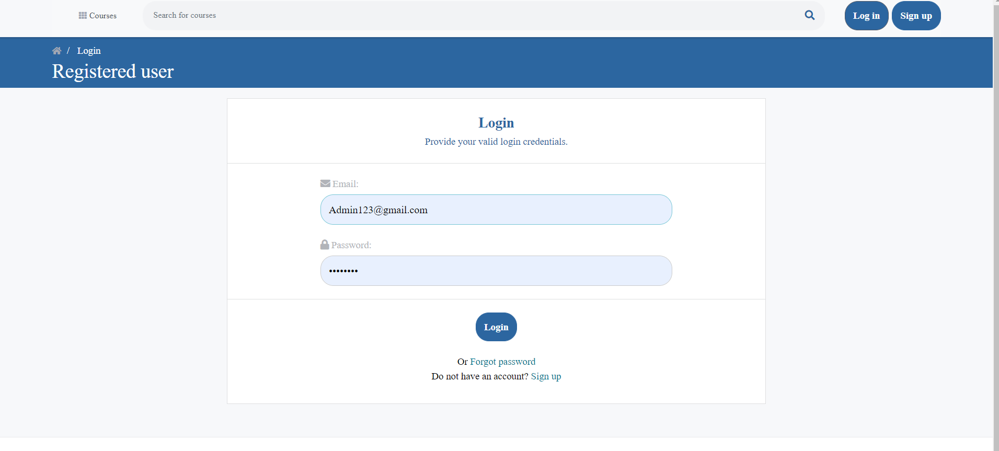 Courses
Search for courses
Log in
Sign up
/ Login
Registered user
Login
Provide your valid login credentials.
Email:
Admin123@gmail.com
Password:
••••••••
Login
Or Forgot password
Do not have an account? Sign up